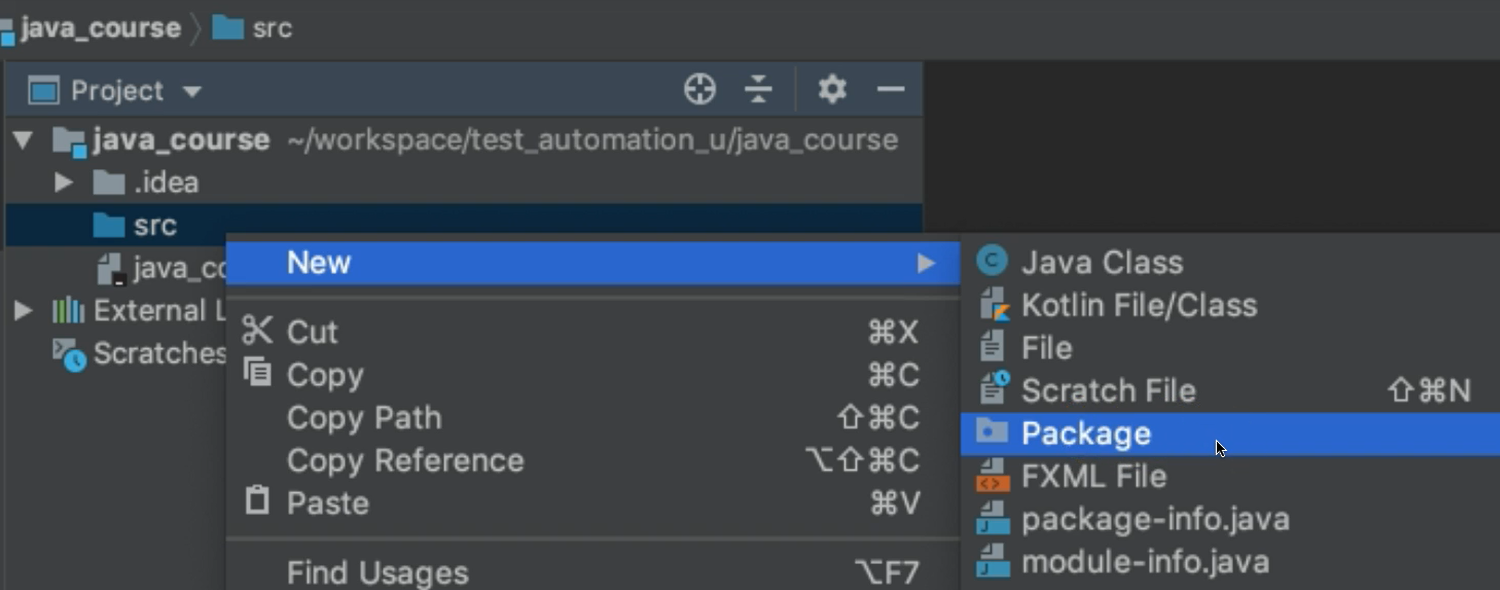 java_course src
Project
java_course ~/workspace/test_automation_u/java_course
.idea
src
java_co
External L
Scratches
New
Cut ⌘X
Copy ⌘C
Copy Path ⇧⌘C
Copy Reference ⌥⇧⌘C
Paste ⌘V
Find Usages ⌥F7
Java Class
Kotlin File/Class
File
Scratch File ⇧⌘N
Package
FXML File
package-info.java
module-info.java